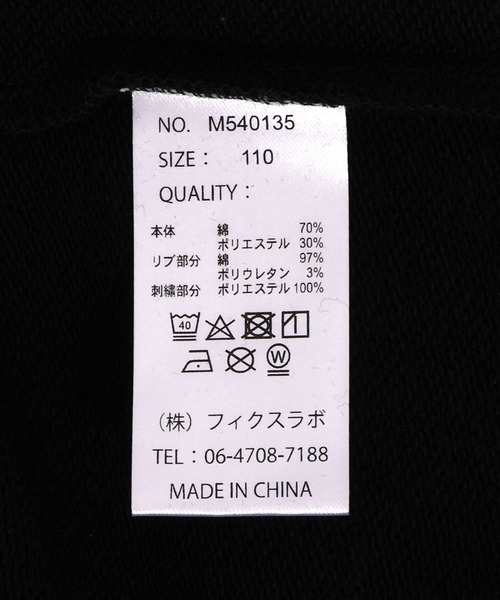 NO. M540135
SIZE： 110
QUALITY：
本体 綿 70%
ポリエステル 30%
リブ部分 綿 97%
ポリウレタン 3%
刺繍部分 ポリエステル 100%
40
W
（株）フィクスラボ
TEL：06-4708-7188
MADE IN CHINA